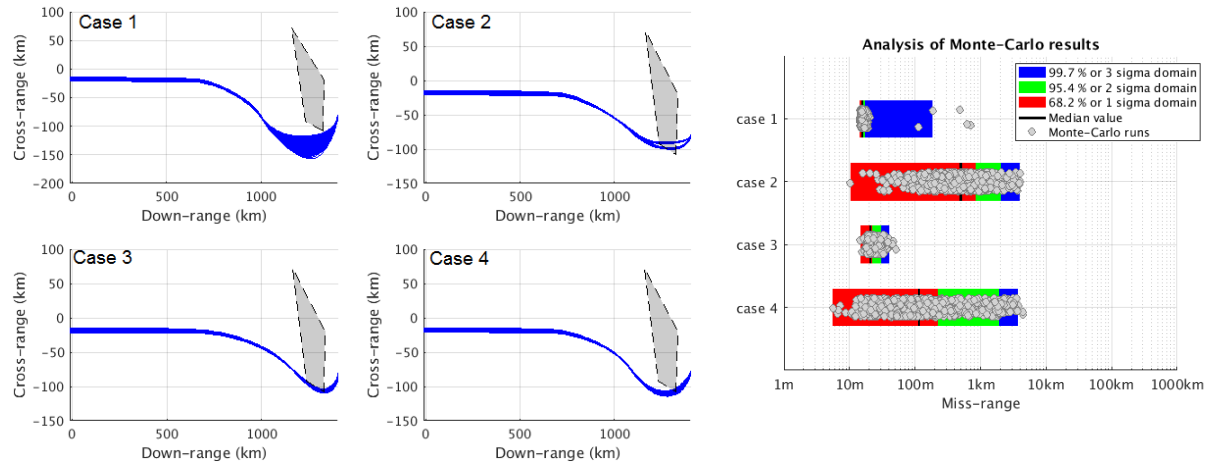 Case 1
100
50
0
−50
−100
−150
−200
Cross-range (km)
0
500
1000
Down-range (km)
Case 2
100
50
0
−50
−100
−150
Cross-range (km)
0
500
1000
Down-range (km)
Case 3
100
50
0
−50
−100
−150
Cross-range (km)
0
500
1000
Down-range (km)
Case 4
100
50
0
−50
−100
−150
Cross-range (km)
0
500
1000
Down-range (km)
Analysis of Monte-Carlo results
99.7 % or 3 sigma domain
95.4 % or 2 sigma domain
68.2 % or 1 sigma domain
Median value
Monte-Carlo runs
case 1
case 2
case 3
case 4
1m 10m 100m 1km 10km 100km 1000km
Miss-range